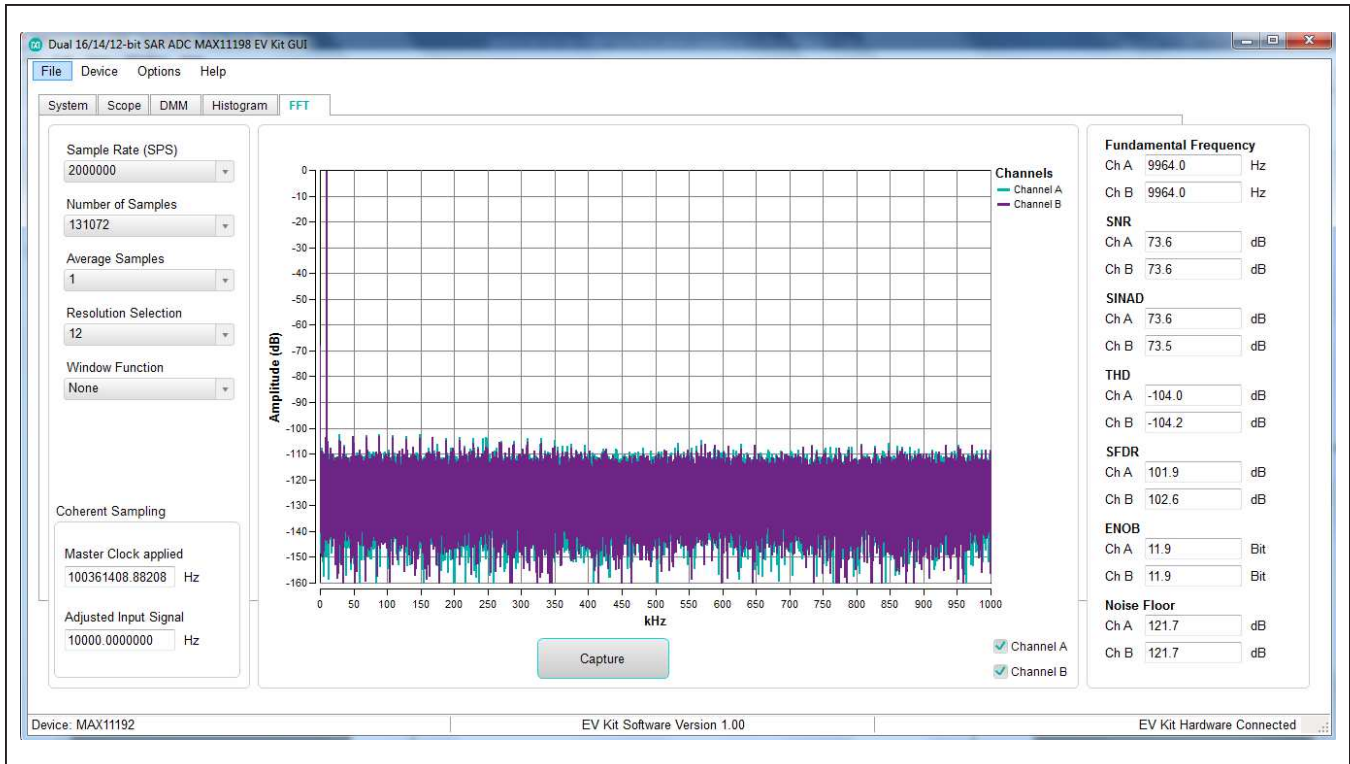 Dual 16/14/12-bit SAR ADC MAX11198 EV Kit GUI
File Device Options Help
System Scope DMM Histogram FFT
Sample Rate (SPS)
2000000
Number of Samples
131072
Average Samples
1
Resolution Selection
12
Window Function
None
Coherent Sampling
Master Clock applied
100361408.88208 Hz
Adjusted Input Signal
10000.0000000 Hz
Amplitude (dB)
0
-10
-20
-30
-40
-50
-60
-70
-80
-90
-100
-110
-120
-130
-140
-150
-160
0 50 100 150 200 250 300 350 400 450 500 550 600 650 700 750 800 850 900 950 1000
kHz
Channels
Channel A
Channel B
Capture
Channel A
Channel B
Fundamental Frequency
Ch A 9964.0 Hz
Ch B 9964.0 Hz
SNR
Ch A 73.6 dB
Ch B 73.6 dB
SINAD
Ch A 73.6 dB
Ch B 73.5 dB
THD
Ch A -104.0 dB
Ch B -104.2 dB
SFDR
Ch A 101.9 dB
Ch B 102.6 dB
ENOB
Ch A 11.9 Bit
Ch B 11.9 Bit
Noise Floor
Ch A 121.7 dB
Ch B 121.7 dB
Device: MAX11192
EV Kit Software Version 1.00
EV Kit Hardware Connected